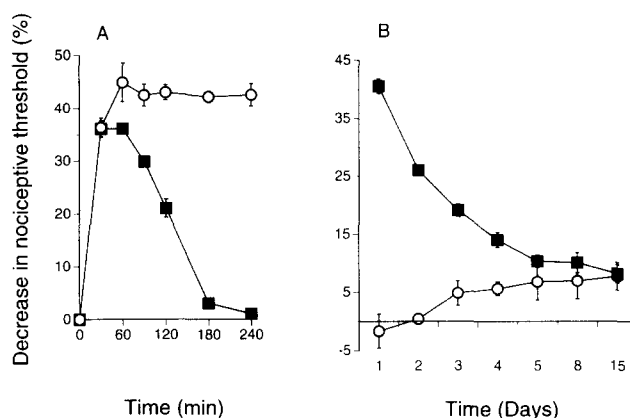 A
B
Decrease in nociceptive threshold (%)
50
40
30
20
10
0
0 60 120 180 240
Time (min)
45
35
25
15
5
-5
1 2 3 4 5 8 15
Time (Days)